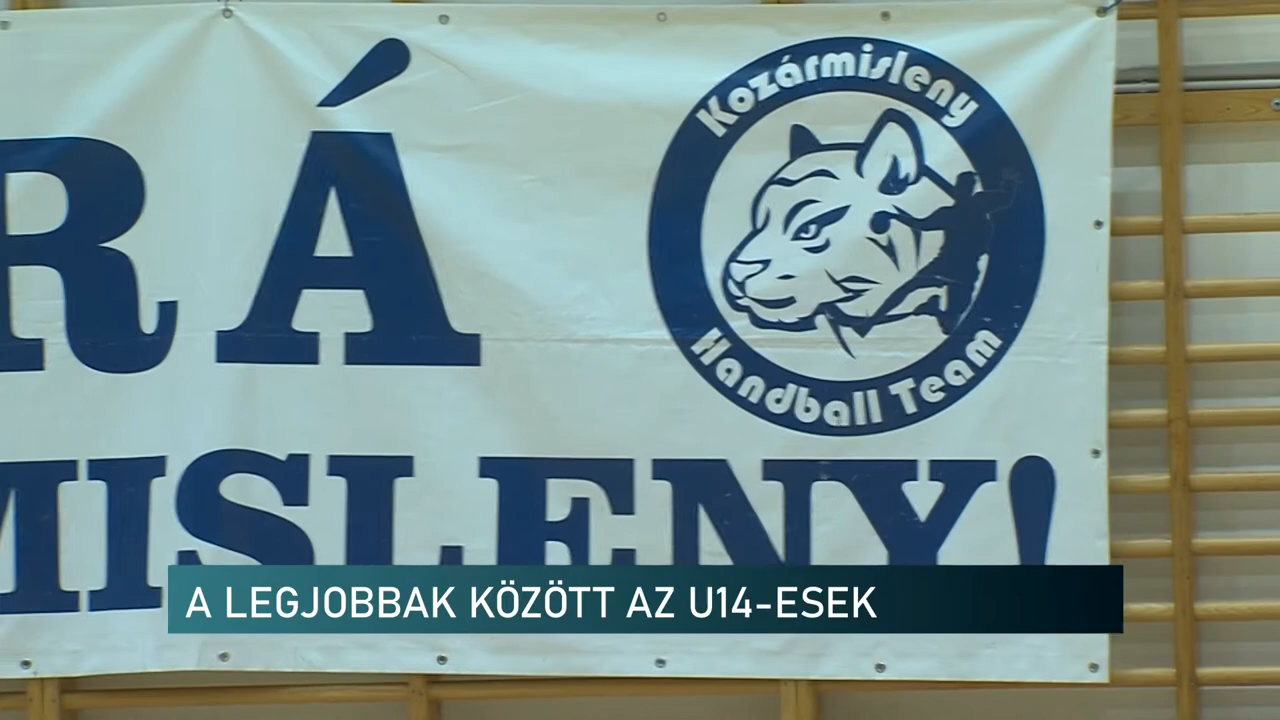 RÁ
Kozármisleny
Handball Team
MISLENY!
A LEGJOBBAK KÖZÖTT AZ U14-ESEK